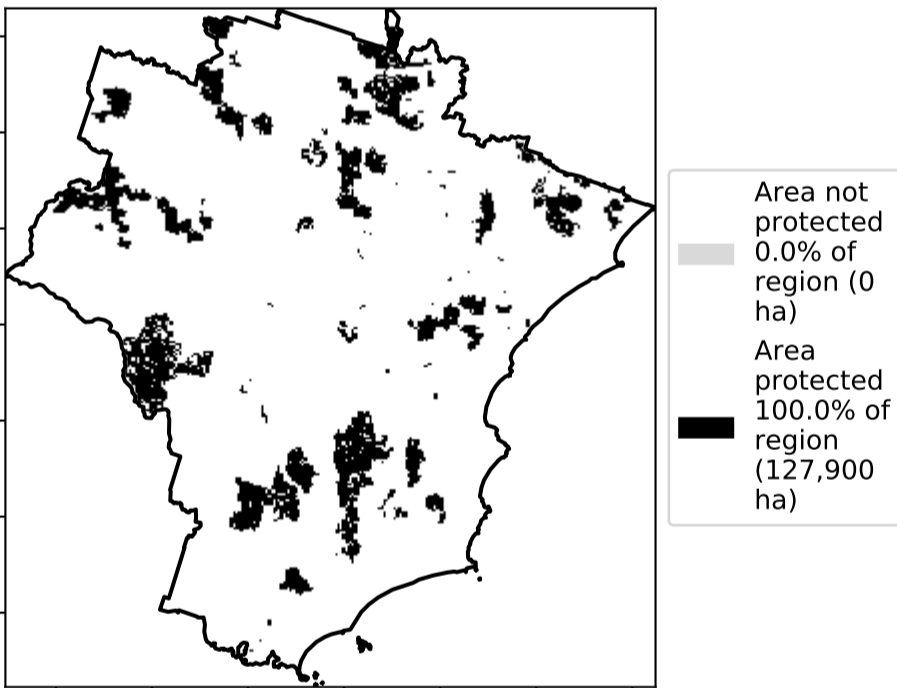 Area not
protected
0.0% of
region (0
ha)
Area
protected
100.0% of
region
(127,900
ha)